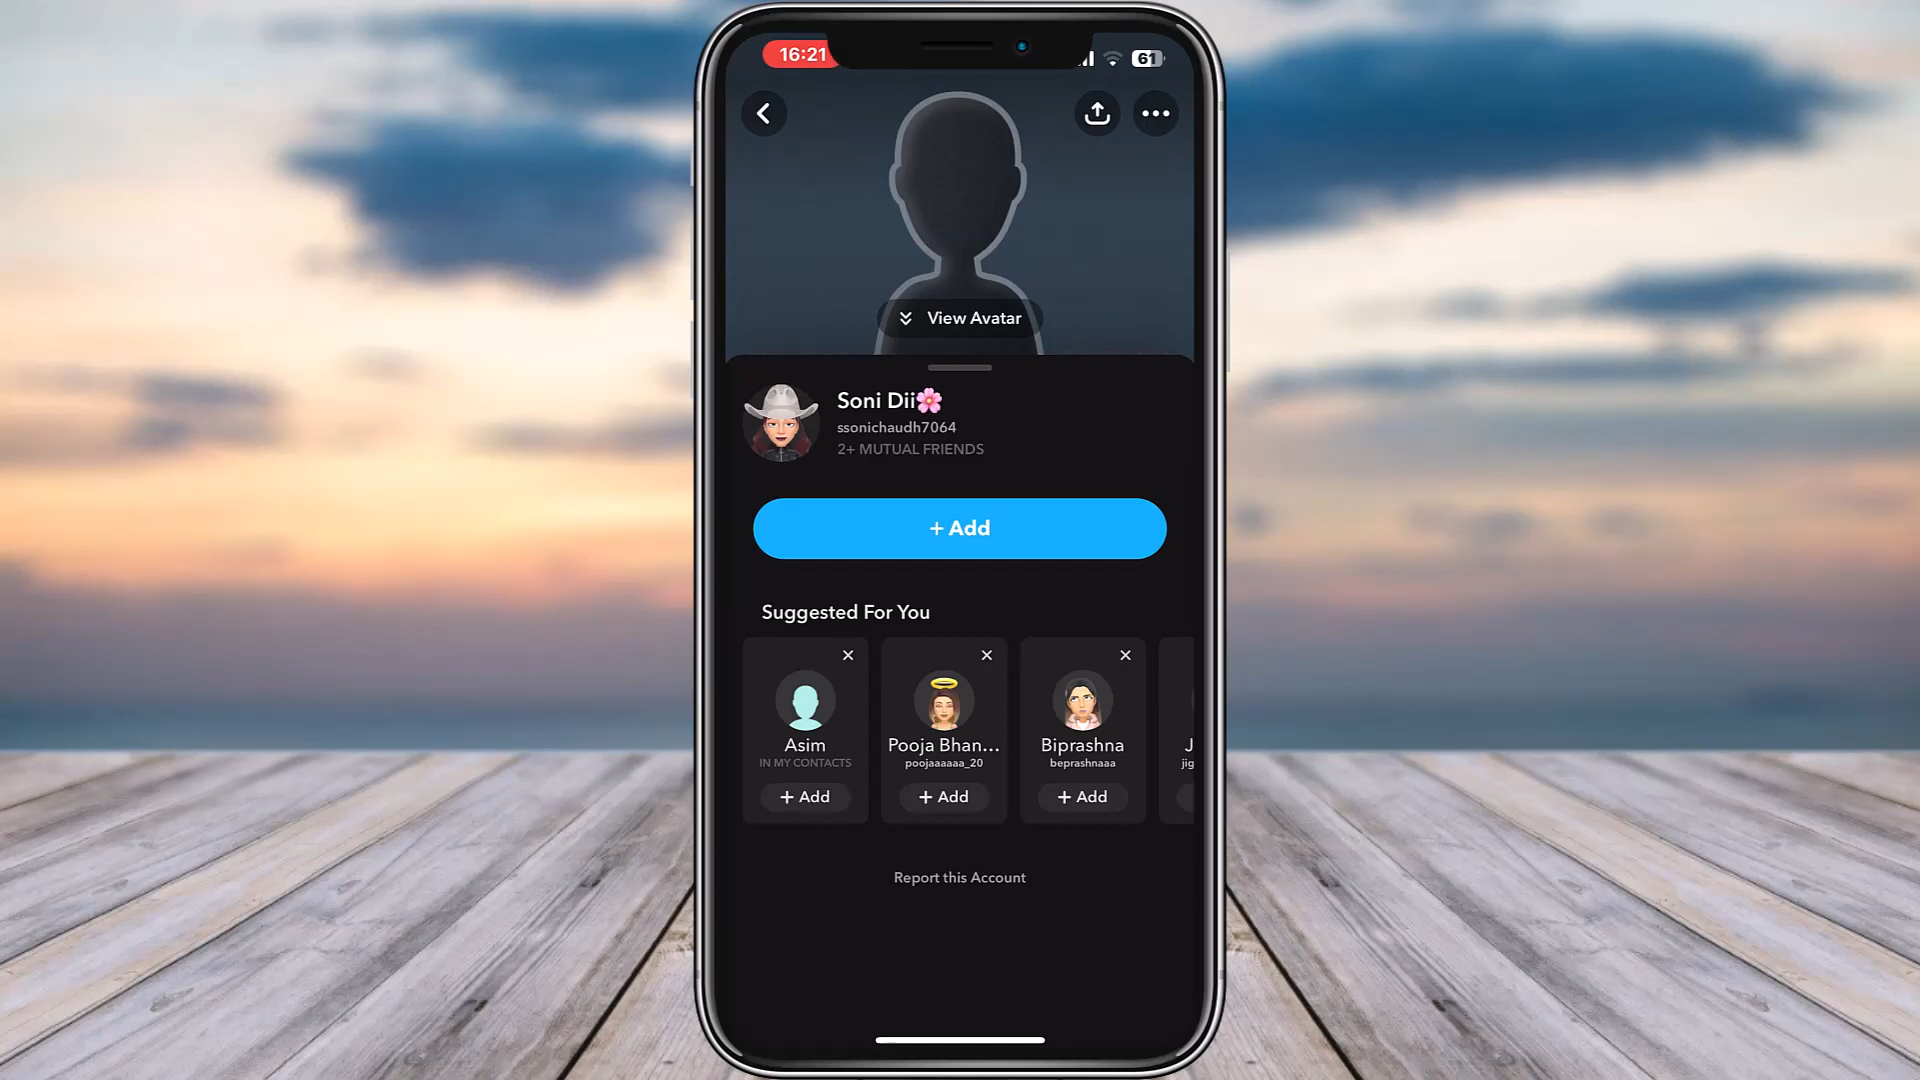 16:21
61
View Avatar
Soni Dii🌸
ssonichaudh7064
2+ MUTUAL FRIENDS
+ Add
Suggested For You
Asim
IN MY CONTACTS
+ Add
Pooja Bhan...
poojaaaaaa_20
+ Add
Biprashna
beprashnaaa
+ Add
J
jig
Report this Account